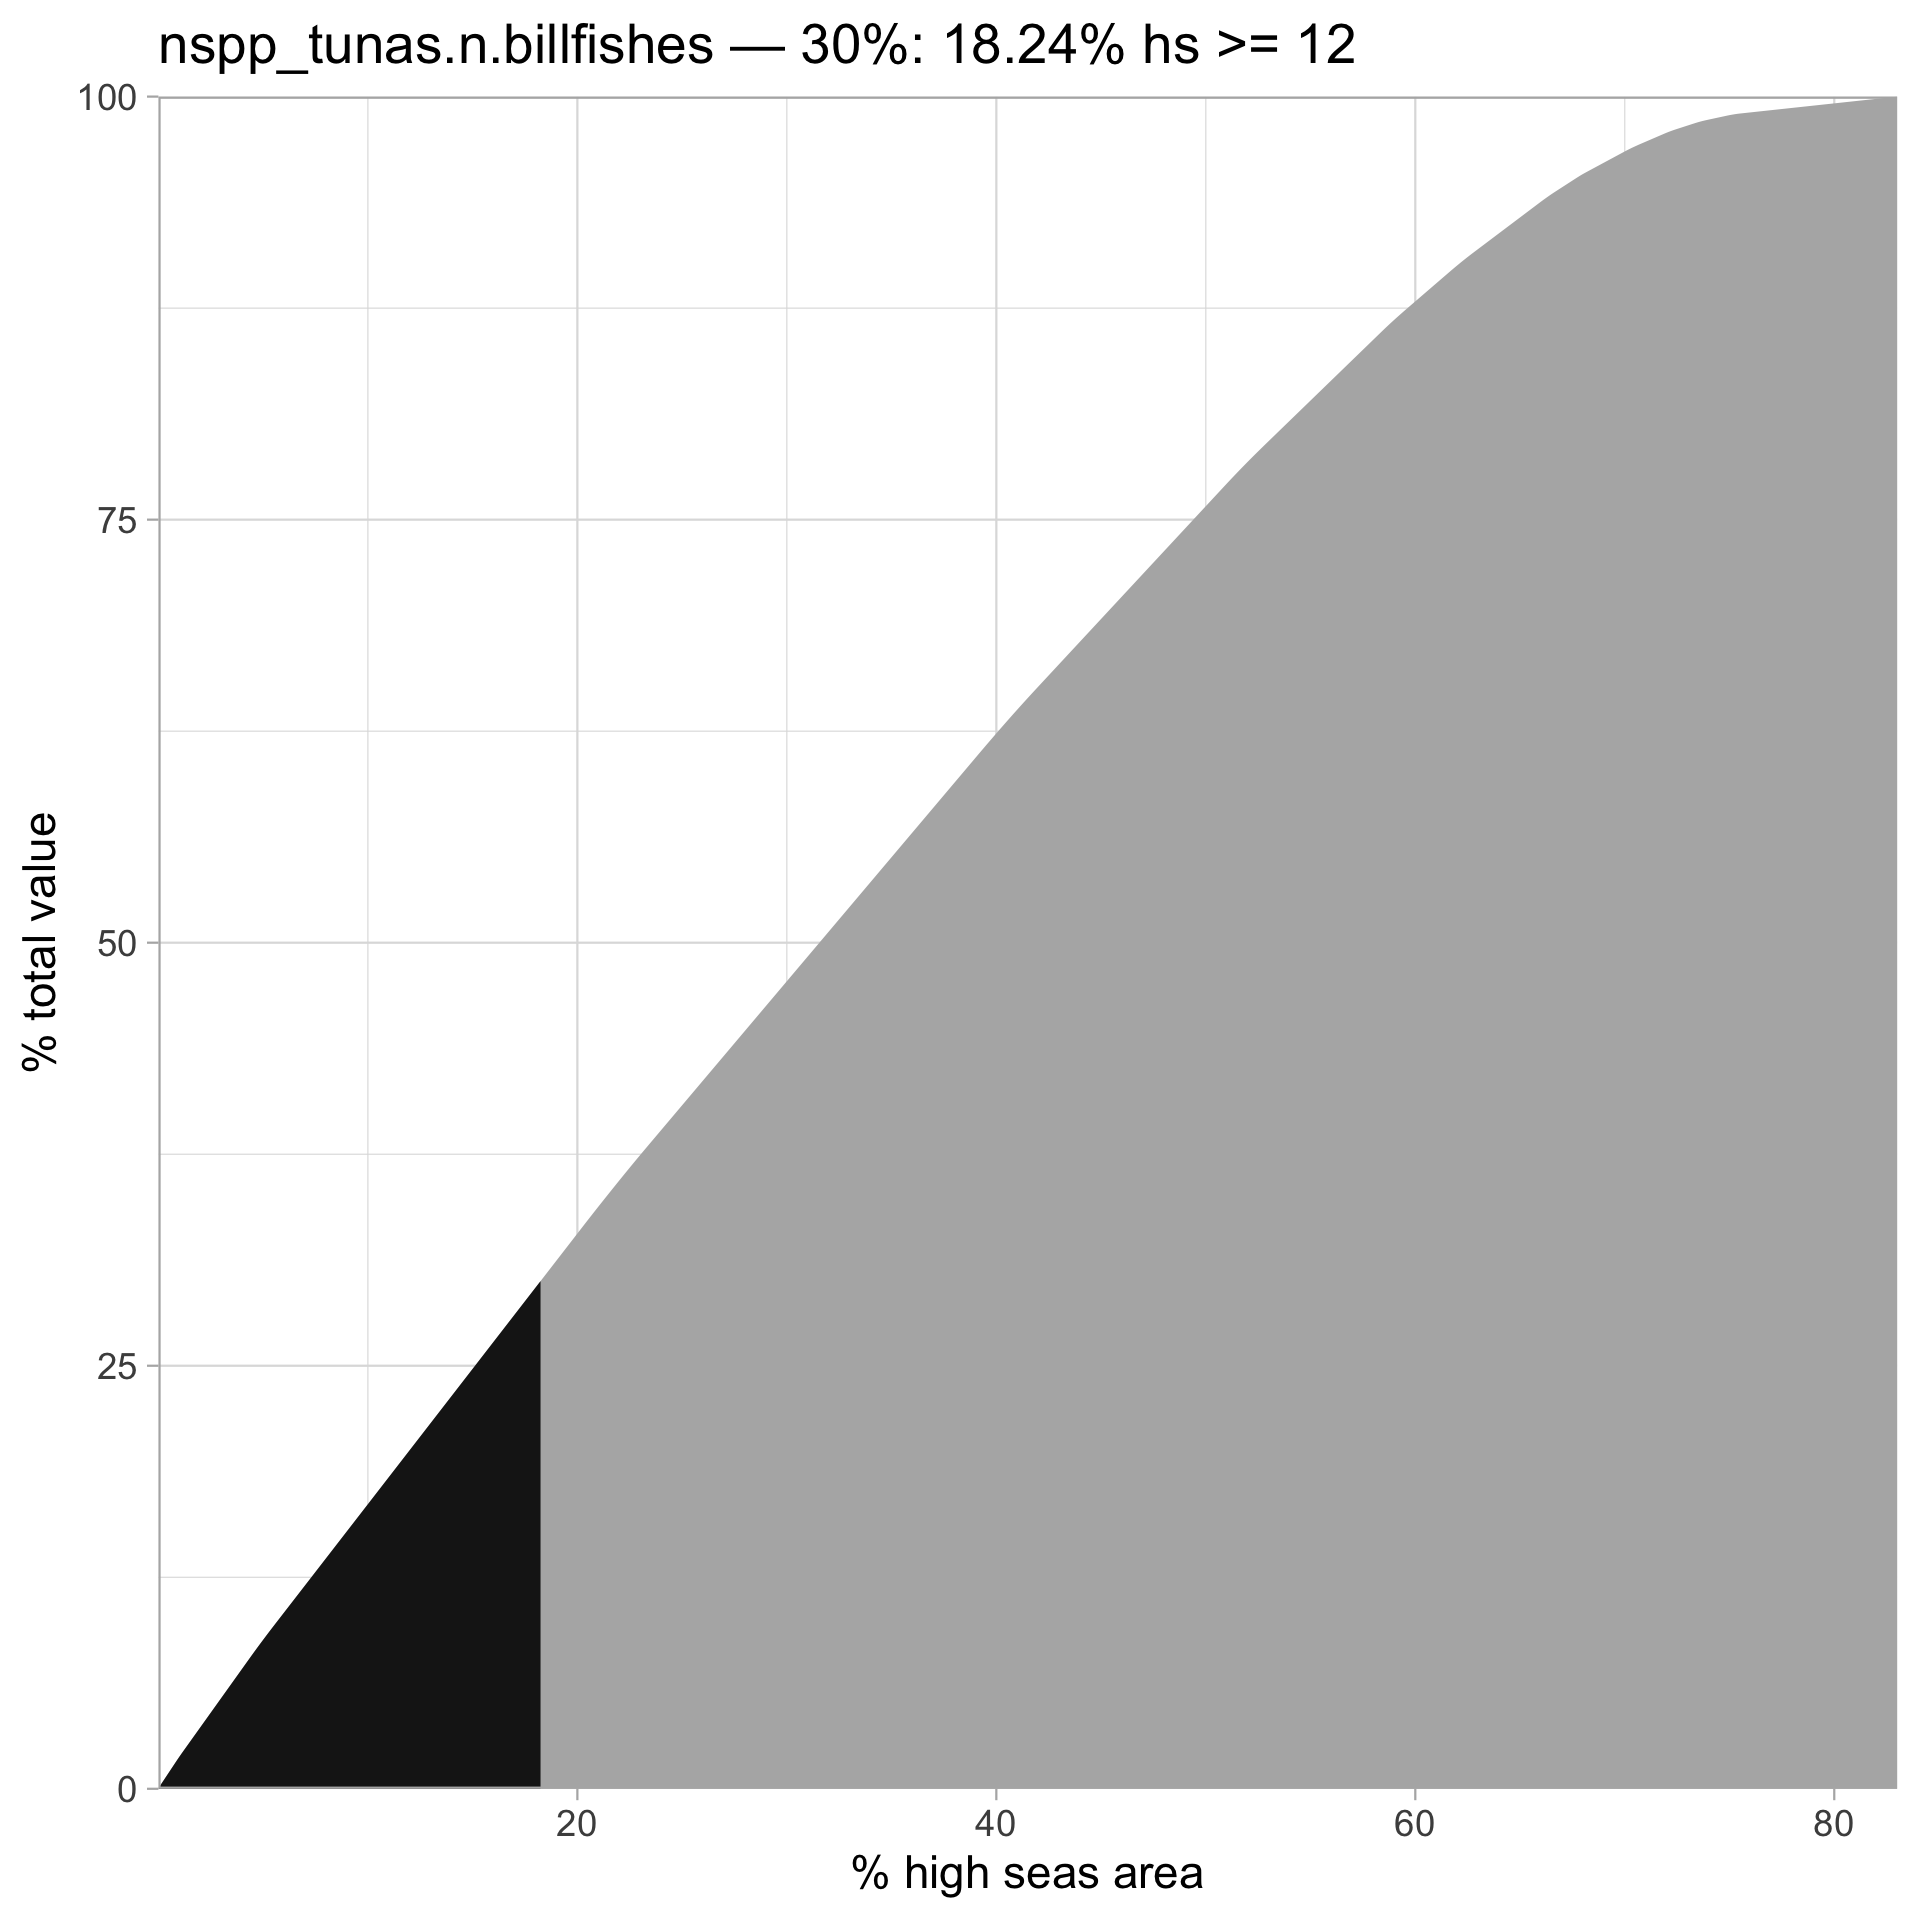 nspp_tunas.n.billfishes — 30%: 18.24% hs >= 12
100
75
50
25
0
% total value
20 40 60 80
% high seas area